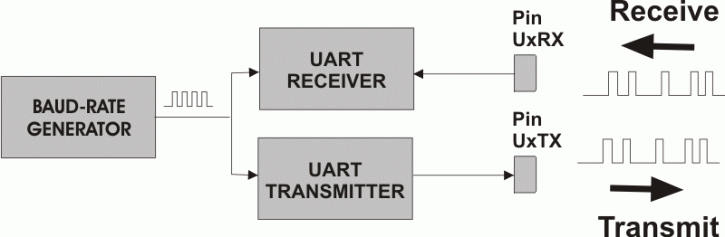 Receive
Pin
UxRX
UART
RECEIVER
BAUD-RATE
GENERATOR
Pin
UxTX
UART
TRANSMITTER
Transmit